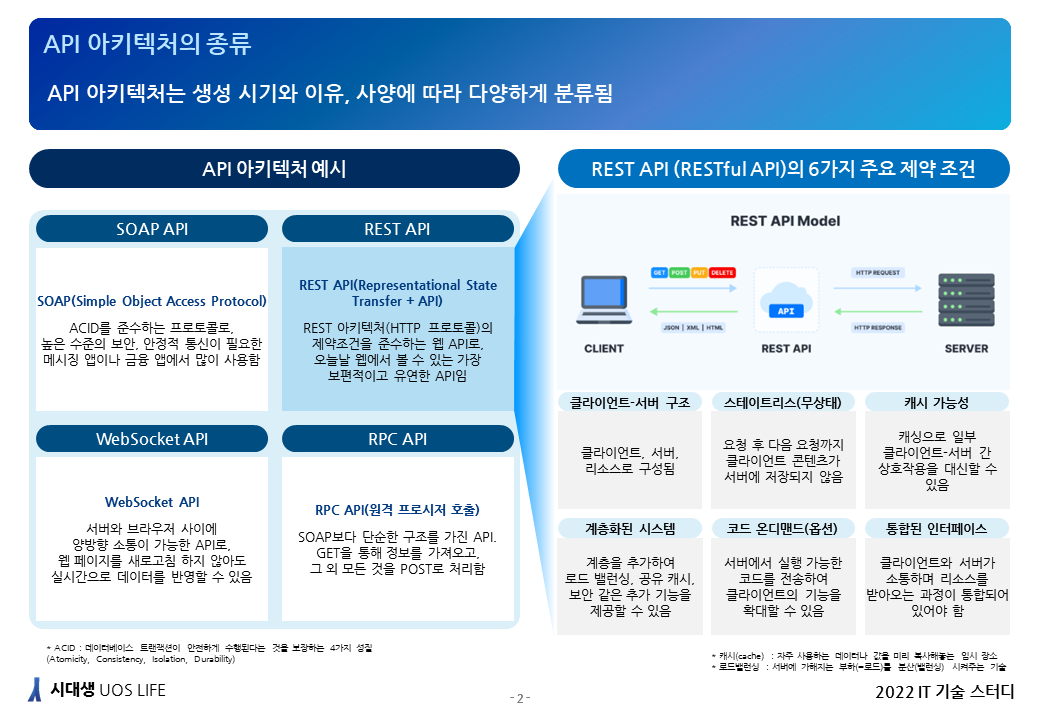 API 아키텍처의 종류
API 아키텍처는 생성 시기와 이유, 사양에 따라 다양하게 분류됨
API 아키텍처 예시
SOAP API
SOAP(Simple Object Access Protocol)
ACID를 준수하는 프로토콜로,
높은 수준의 보안, 안정적 통신이 필요한
메시징 앱이나 금융 앱에서 많이 사용함
REST API
REST API(Representational State
Transfer + API)
REST 아키텍처(HTTP 프로토콜)의
제약조건을 준수하는 웹 API로,
오늘날 웹에서 볼 수 있는 가장
보편적이고 유연한 API임
WebSocket API
WebSocket API
서버와 브라우저 사이에
양방향 소통이 가능한 API로,
웹 페이지를 새로고침 하지 않아도
실시간으로 데이터를 반영할 수 있음
RPC API
RPC API(원격 프로시저 호출)
SOAP보다 단순한 구조를 가진 API.
GET을 통해 정보를 가져오고,
그 외 모든 것을 POST로 처리함
* ACID : 데이터베이스 트랜잭션이 안전하게 수행된다는 것을 보장하는 4가지 성질
(Atomicity, Consistency, Isolation, Durability)
REST API (RESTful API)의 6가지 주요 제약 조건
REST API Model
GET POST PUT DELETE
JSON | XML | HTML
API
HTTP REQUEST
HTTP RESPONSE
CLIENT
REST API
SERVER
클라이언트-서버 구조
클라이언트, 서버,
리소스로 구성됨
스테이트리스(무상태)
요청 후 다음 요청까지
클라이언트 콘텐츠가
서버에 저장되지 않음
캐시 가능성
캐싱으로 일부
클라이언트-서버 간
상호작용을 대신할 수
있음
계층화된 시스템
계층을 추가하여
로드 밸런싱, 공유 캐시,
보안 같은 추가 기능을
제공할 수 있음
코드 온디맨드(옵션)
서버에서 실행 가능한
코드를 전송하여
클라이언트의 기능을
확대할 수 있음
통합된 인터페이스
클라이언트와 서버가
소통하며 리소스를
받아오는 과정이 통합되어
있어야 함
* 캐시(cache) : 자주 사용하는 데이터나 값을 미리 복사해놓는 임시 장소
* 로드밸런싱 : 서버에 가해지는 부하(=로드)를 분산(밸런싱) 시켜주는 기술
시대생 UOS LIFE
- 2 -
2022 IT 기술 스터디